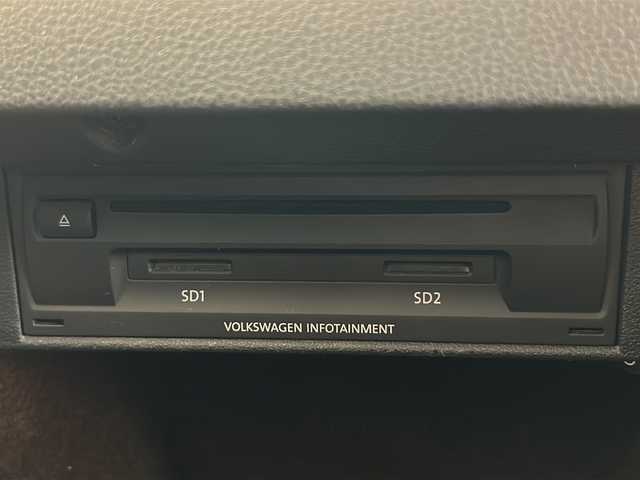 SD1 SD2
VOLKSWAGEN INFOTAINMENT